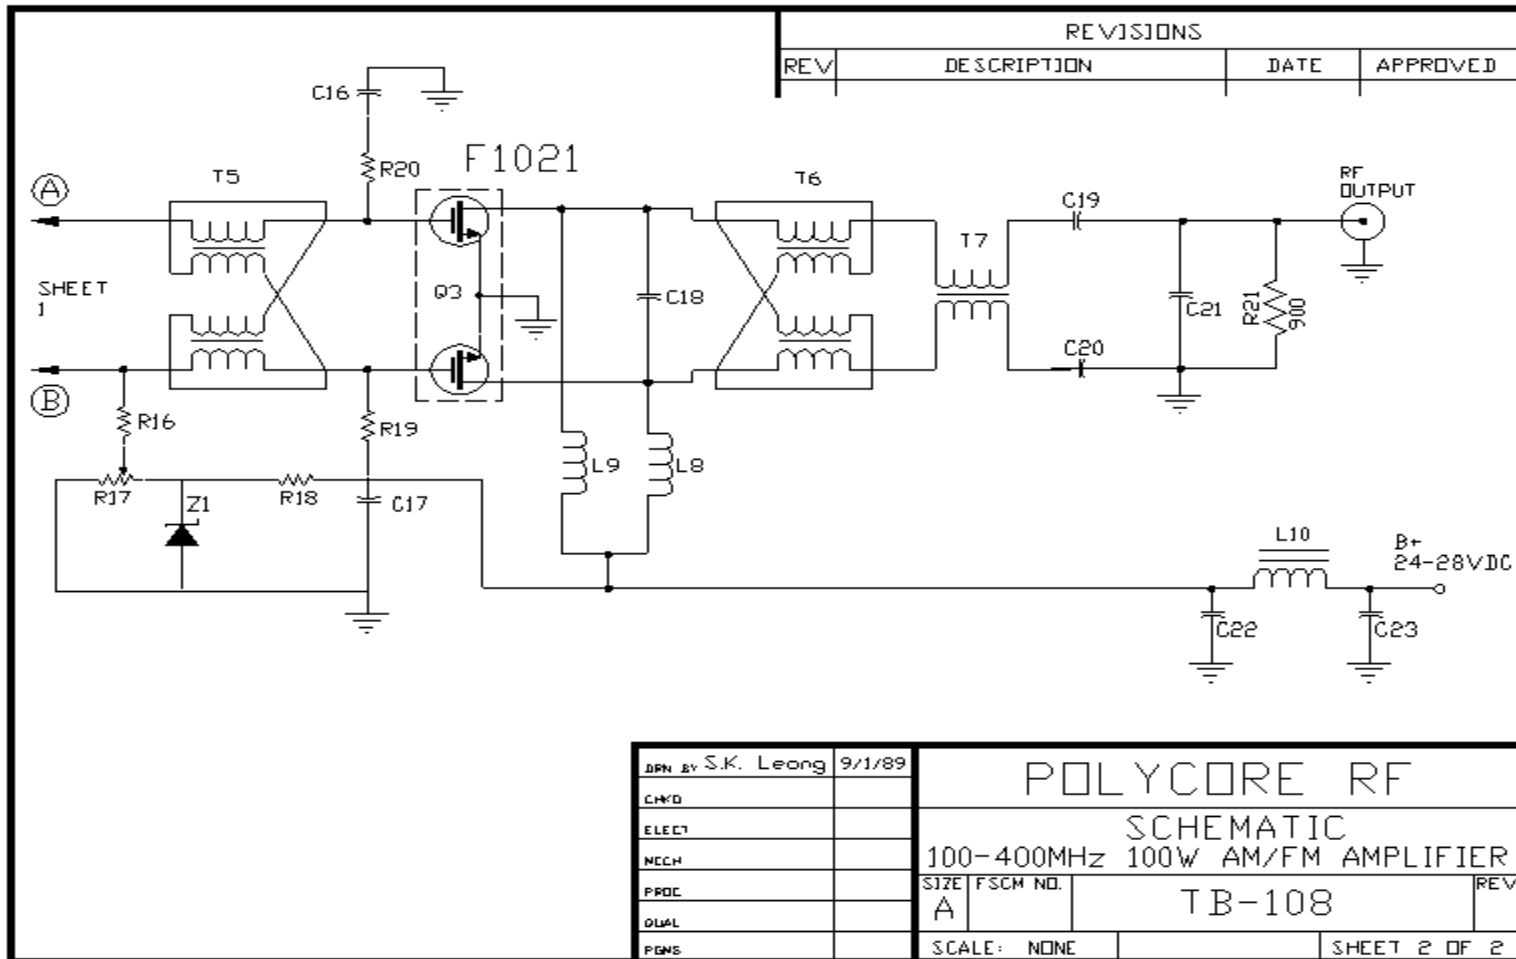 REVISIONS
REV DESCRIPTION DATE APPROVED
C16
R20
F1021
T5
T6
A
RF
OUTPUT
C19
T7
SHEET
1
Q3
C18
C21
R21
900
C20
B
R16
R19
L9
L8
R17
Z1
R18
C17
L10
B+
24-28VDC
C22
C23
DRN BY S.K. Leong 9/1/89
CHKD
ELECT
MECH
PROC
QUAL
PGMS
POLYCORE RF
SCHEMATIC
100-400MHz 100W AM/FM AMPLIFIER
SIZE FSCM NO. REV
A TB-108
SCALE: NONE SHEET 2 OF 2